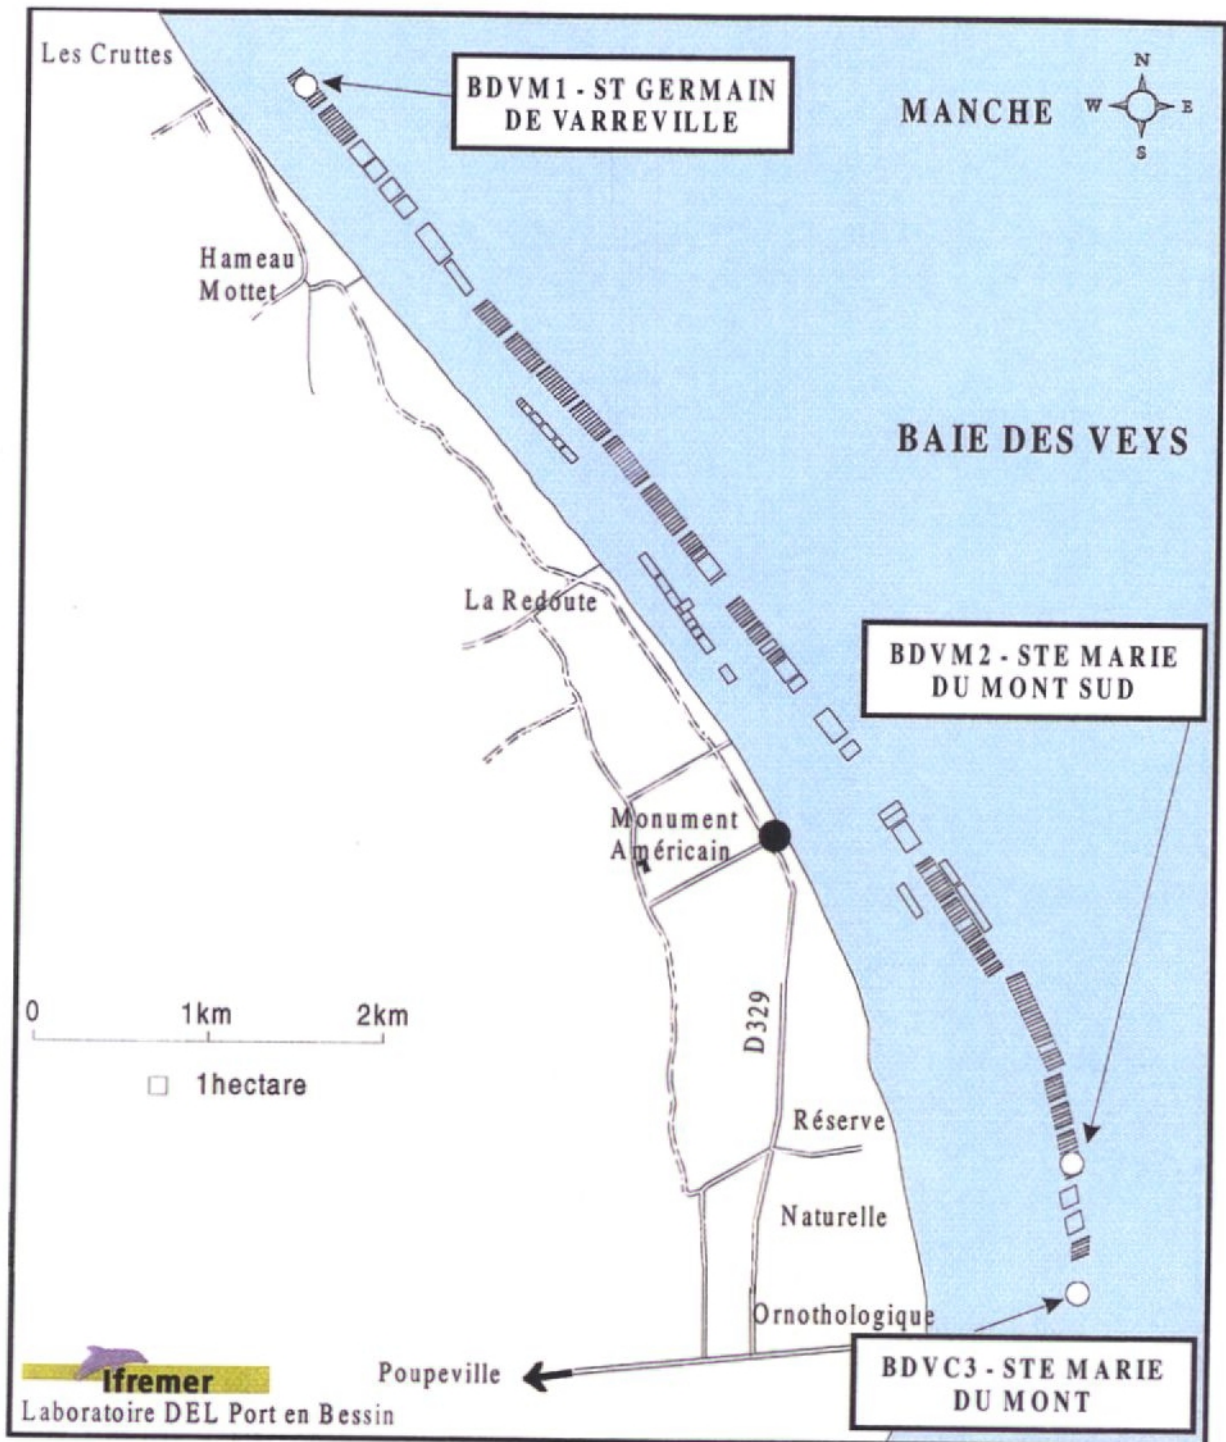 Les Cruttes
BDVM1 - ST GERMAIN
DE VARREVILLE
MANCHE
N
W
E
S
Hameau
Mottet
BAIE DES VEYS
La Redoute
BDVM2 - STE MARIE
DU MONT SUD
Monument
Américain
D329
0
1km
2km
1hectare
Réserve
Naturelle
Ornothologique
Poupeville
BDVC3 - STE MARIE
DU MONT
Ifremer
Laboratoire DEL Port en Bessin